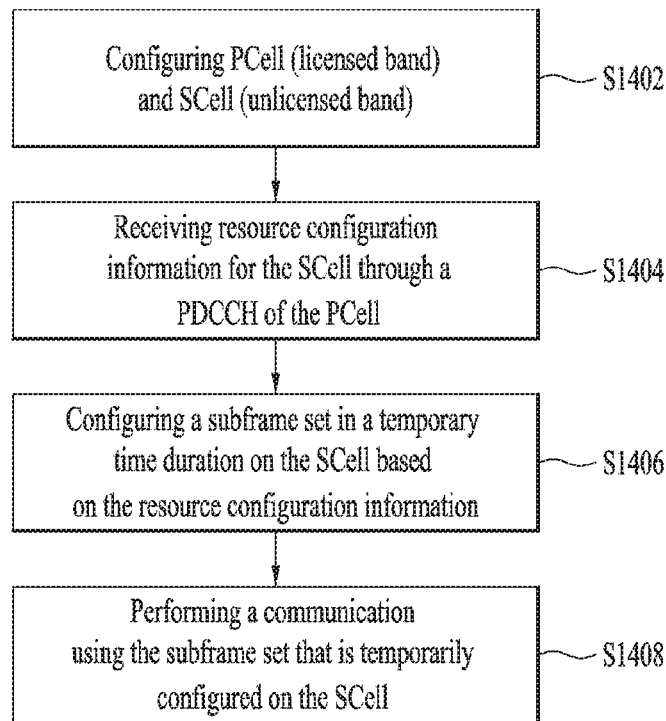 Configuring PCell (licensed band)
and SCell (unlicensed band)
S1402
Receiving resource configuration
information for the SCell through a
PDCCH of the PCell
S1404
Configuring a subframe set in a temporary
time duration on the SCell based
on the resource configuration information
S1406
Performing a communication
using the subframe set that is temporarily
configured on the SCell
S1408